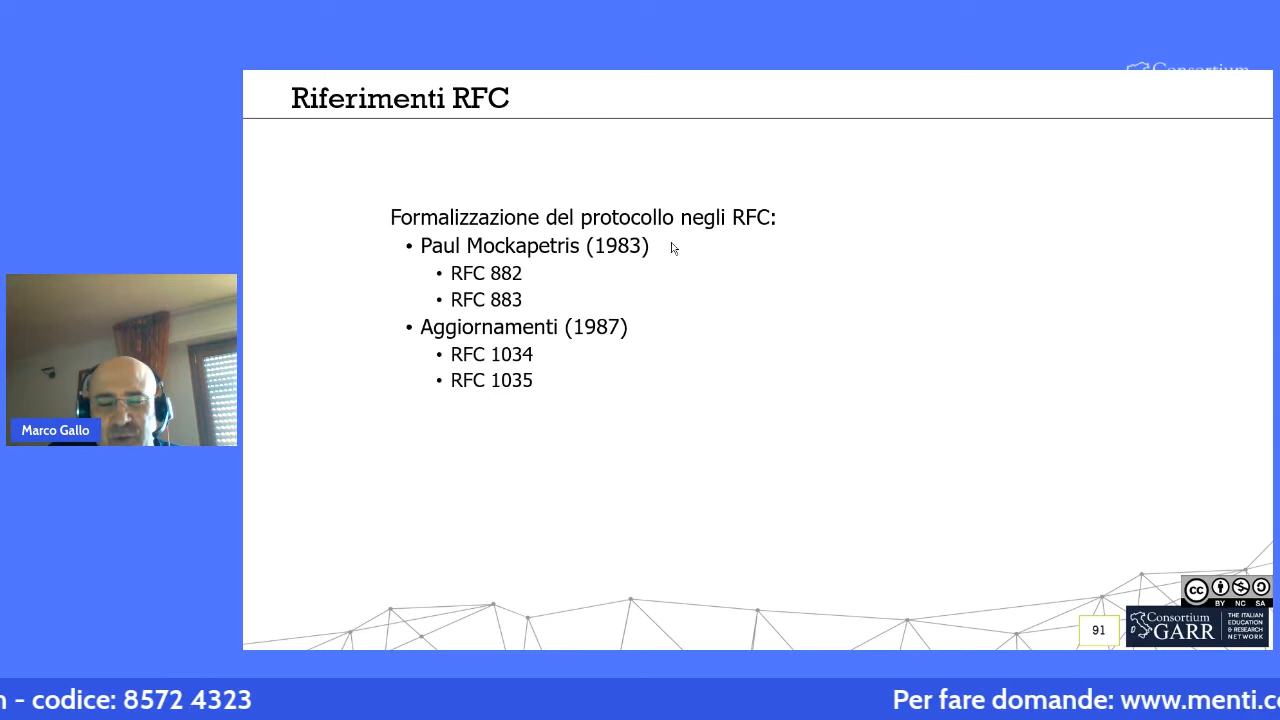 Consortium
Riferimenti RFC
Formalizzazione del protocollo negli RFC:
• Paul Mockapetris (1983)
• RFC 882
• RFC 883
• Aggiornamenti (1987)
• RFC 1034
• RFC 1035
Marco Gallo
cc
BY NC SA
91
Consortium
GARR
THE ITALIAN
EDUCATION
& RESEARCH
NETWORK
- codice: 8572 4323
Per fare domande: www.menti.c